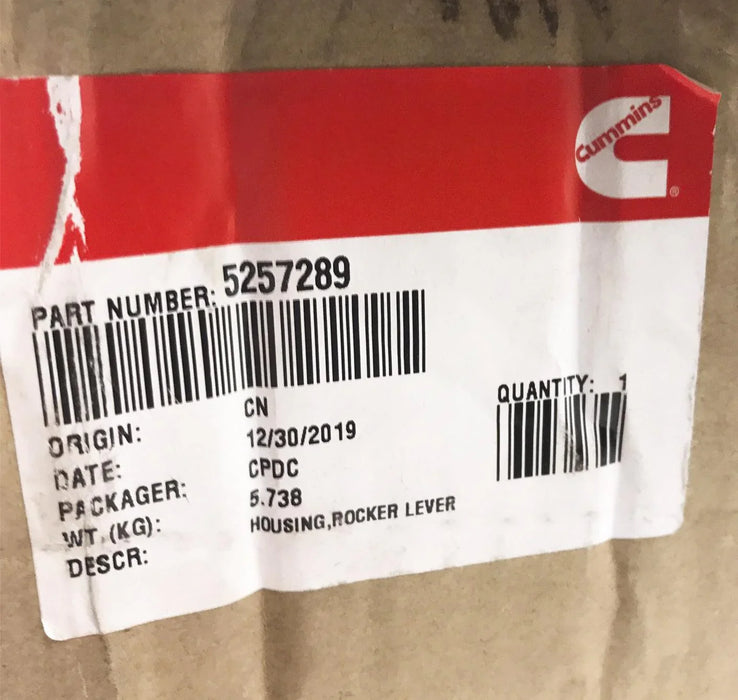 Cummins
®
PART NUMBER: 5257289
QUANTITY: 1
ORIGIN: CN
DATE: 12/30/2019
PACKAGER: CPDC
WT.(KG): 5.738
DESCR: HOUSING,ROCKER LEVER